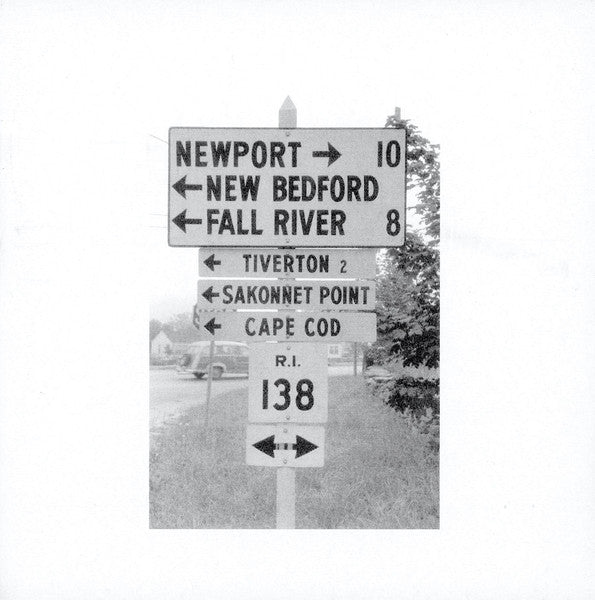 NEWPORT → 10
← NEW BEDFORD
← FALL RIVER 8
← TIVERTON 2
← SAKONNET POINT
← CAPE COD
R.I.
138